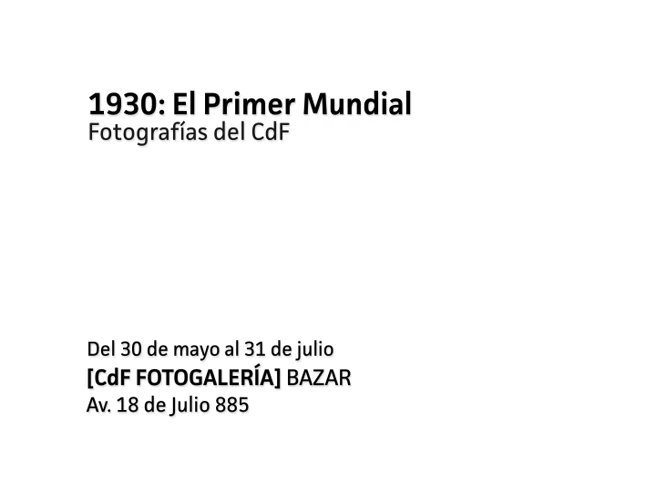 1930: El Primer Mundial
Fotografías del CdF
Del 30 de mayo al 31 de julio
[CdF FOTOGALERÍA] BAZAR
Av. 18 de Julio 885